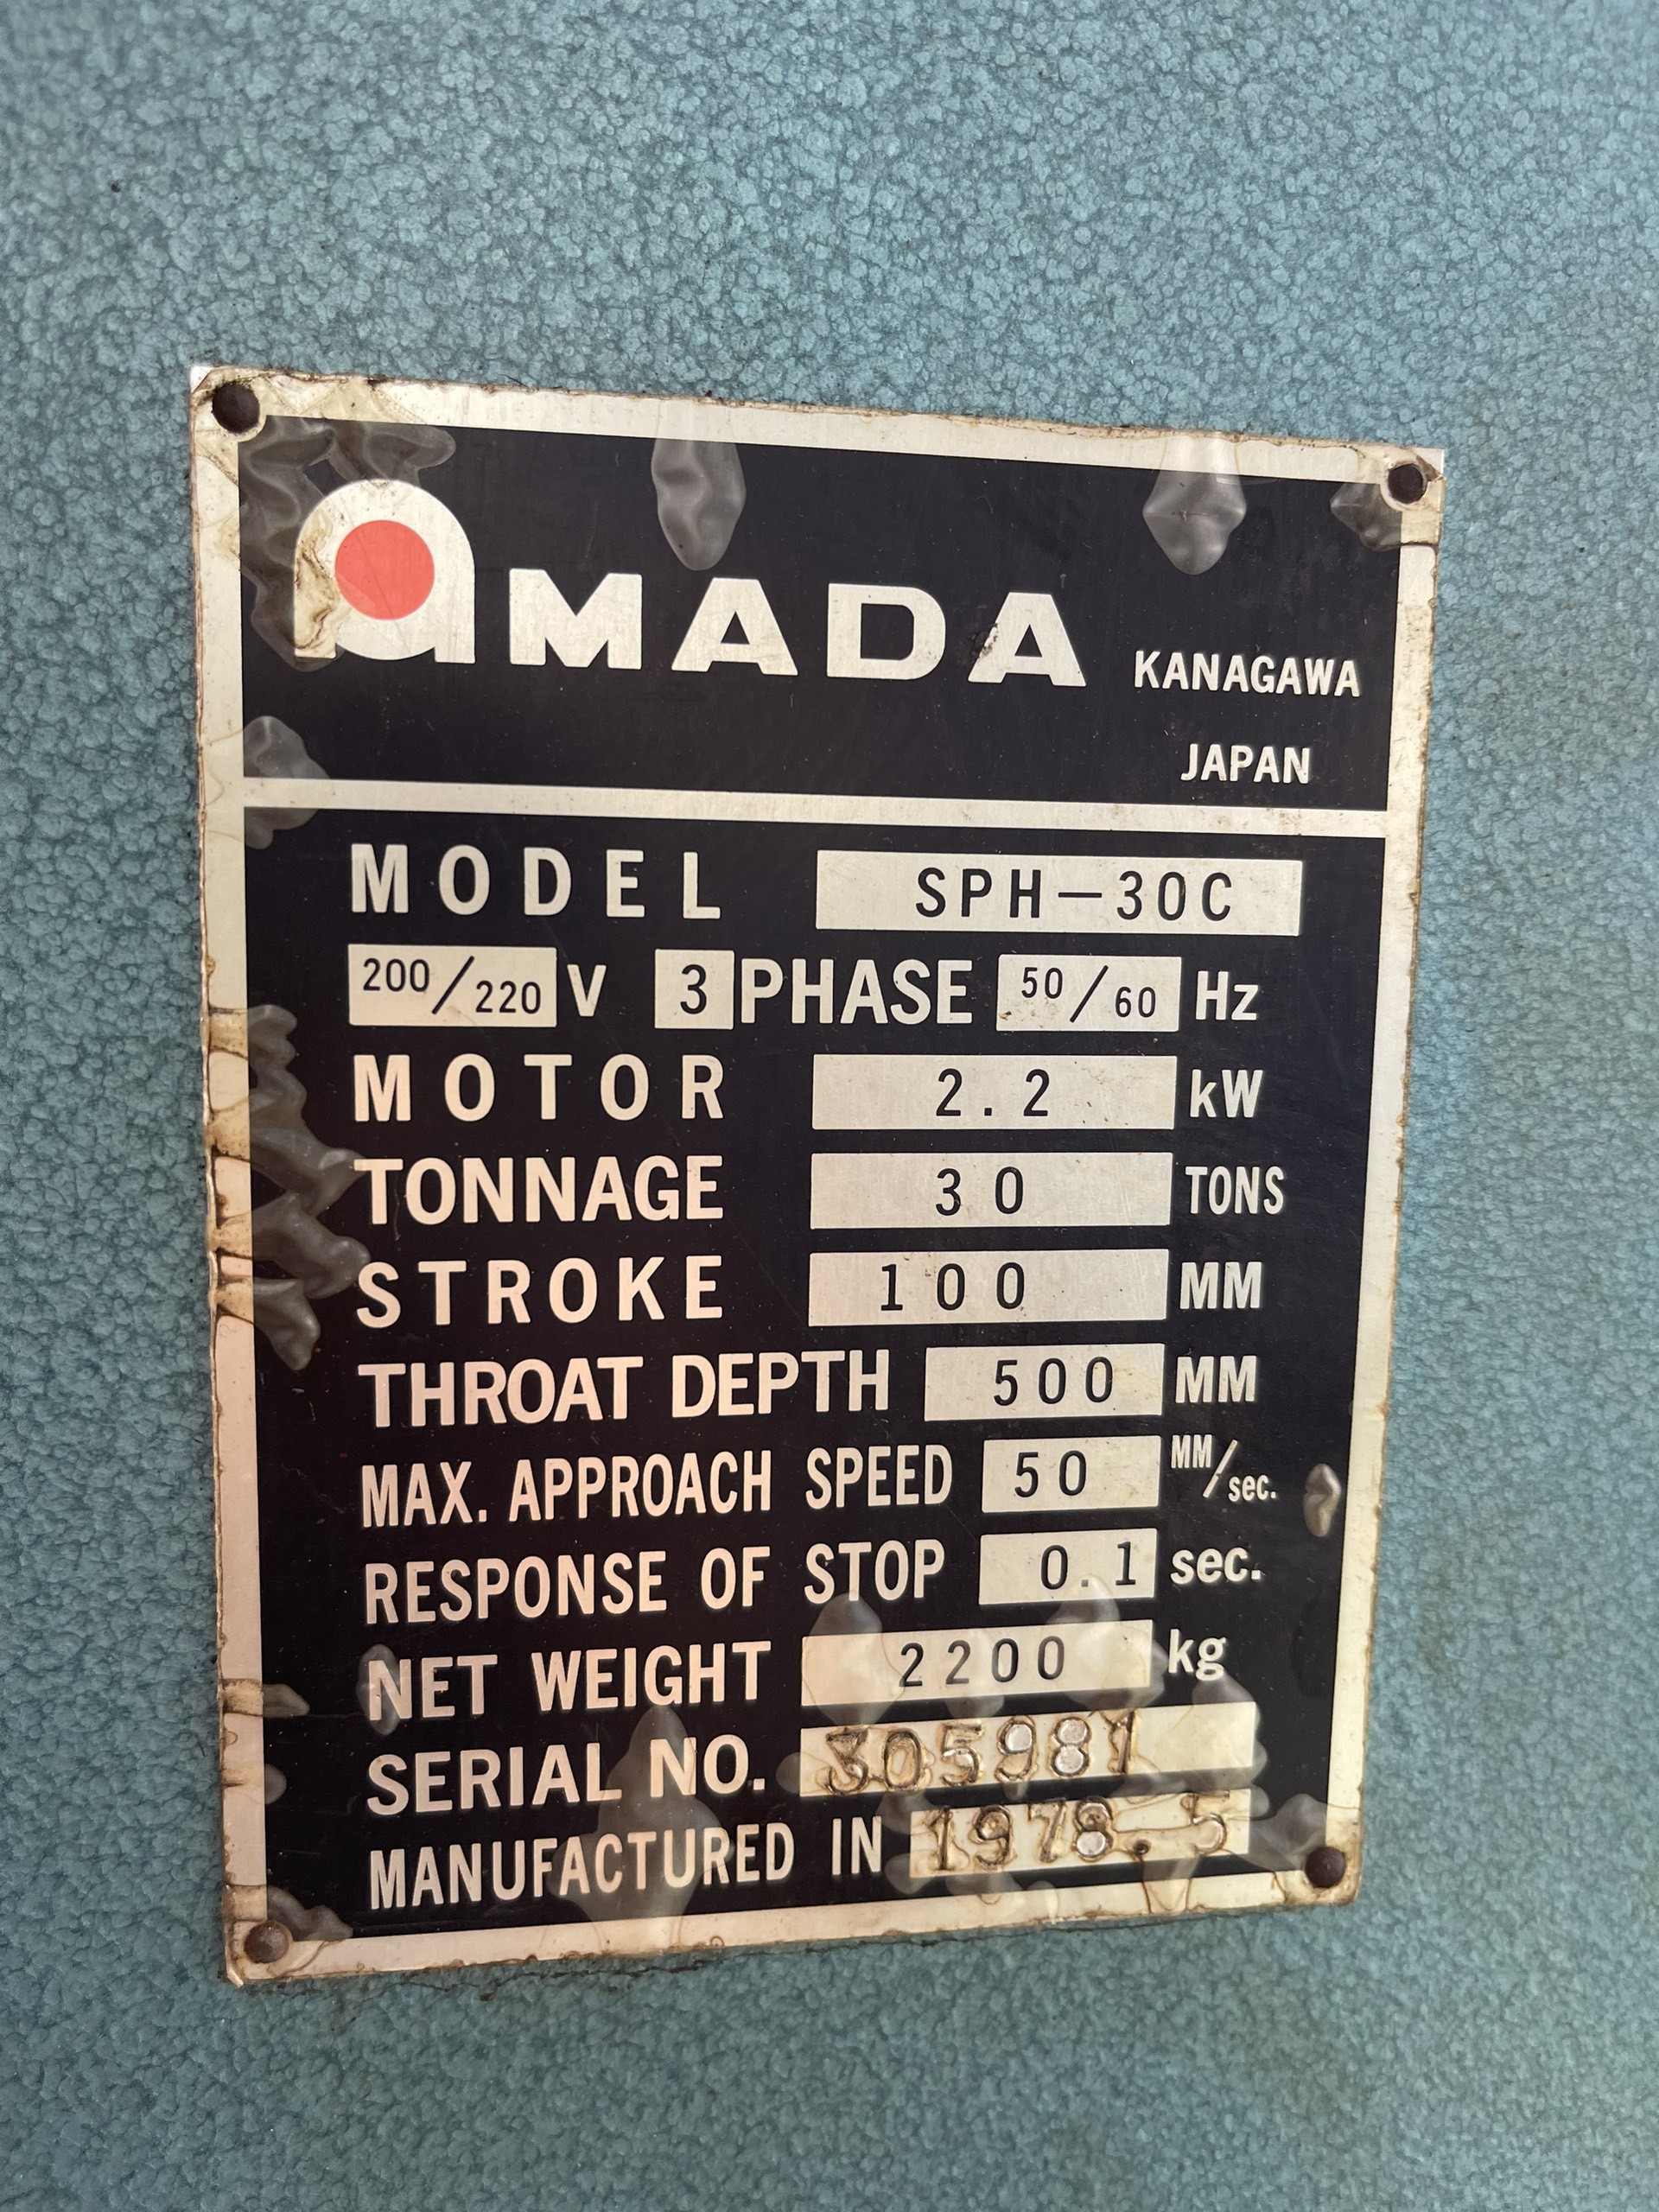 AMADA KANAGAWA
JAPAN
MODEL SPH-30C
200/220 V 3 PHASE 50/60 Hz
MOTOR 2.2 kW
TONNAGE 30 TONS
STROKE 100 MM
THROAT DEPTH 500 MM
MAX. APPROACH SPEED 50 MM/sec.
RESPONSE OF STOP 0.1 sec.
NET WEIGHT 2200 kg
SERIAL NO. 305981
MANUFACTURED IN 1978.5